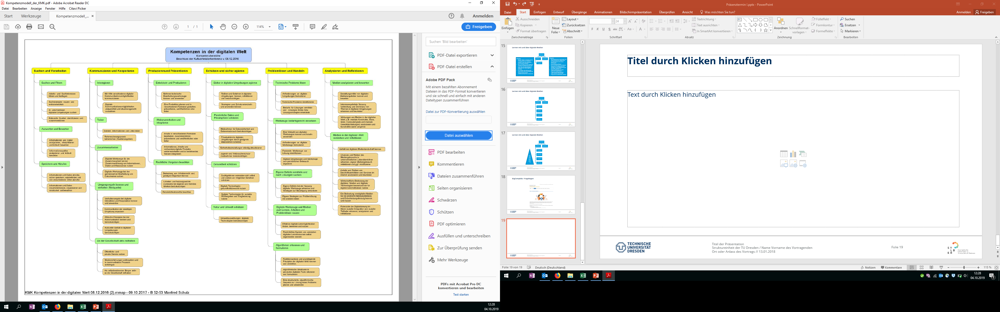 Kompetenzmodell_der_KMK.pdf - Adobe Acrobat Reader DC
Datei Bearbeiten Anzeige Fenster Hilfe Citavi Picker
Start Werkzeuge Kompetenzmodell_... ×
Anmelden
1 / 1
114%
Freigeben
Kompetenzen in der digitalen Welt
Kompetenzbereiche
Beschluss der Kultusministerkonferenz v. 08.12.2016
Suchen und Verarbeiten
Suchen und Filtern
Arbeits- und Suchinteressen
klären und festlegen
Suchstrategien nutzen und
weiterentwickeln
In verschiedenen
digitalen Umgebungen suchen
Relevante Quellen identifizieren und
zusammenführen
Auswerten und Bewerten
Informationen und Daten
analysieren, interpretieren
und kritisch bewerten
Informationsquellen
analysieren und kritisch
bewerten
Speichern und Abrufen
Informationen und Daten abrufen,
sicher speichern, wiederfinden und
von verschiedenen Orten abrufen
Informationen und Daten
zusammenfassen, organisieren und
strukturiert aufbewahren
Kommunizieren und Kooperieren
Interagieren
Mit Hilfe verschiedener digitaler
Kommunikationsmöglichkeiten
kommunizieren
Digitale
Kommunikationsmöglichkeiten
zielgerichtet und situationsgerecht
auswählen
Teilen
Dateien, Informationen und Links teilen
Referenzierungspraxis
beherrschen (Quellenangaben)
Zusammenarbeiten
Digitale Werkzeuge für die
Zusammenarbeit bei der
Zusammenführung von Informationen,
Daten und Ressourcen nutzen
Digitale Werkzeuge bei der
gemeinsamen Erarbeitung von
Dokumenten nutzen
Umgangsregeln kennen und
einhalten (Netiquette)
Verhaltensregeln bei digitaler
Interaktion und Kooperation kennen
und anwenden
Kommunikation der jeweiligen
Umgebung anpassen
Ethische Prinzipien bei der
Kommunikation kennen und
berücksichtigen
Kulturelle Vielfalt in digitalen
Umgebungen
berücksichtigen
An der Gesellschaft aktiv teilhaben
Öffentliche und
private Dienste nutzen
Medienerfahrungen weitergeben und
in kommunikative Prozesse
einbringen
Als selbstbestimmter Bürger aktiv
an der Gesellschaft teilhaben
Produzierenund Präsentieren
Entwickeln und Produzieren
Mehrere technische
Bearbeitungswerkzeuge
kennen und anwenden
Eine Produktion planen und in
verschiedenen Formaten gestalten,
präsentieren, veröffentlichen oder
teilen
Weiterverarbeiten und
integrieren
Inhalte in verschiedenen Formaten
bearbeiten, zusammenführen,
präsentieren und veröffentlichen oder
teilen
Informationen, Inhalte und
vorhandene digitale Produkte
weiterverarbeiten und in bestehendes
Wissen integrieren
Rechtliche Vorgaben beachten
Bedeutung von Urheberrecht und
geistigem Eigentum kennen
Urheber- und Nutzungsrechte
(Lizenzen) bei eigenen und fremden
Werken berücksichtigen
Persönlichkeitsrechte beachten
Schützen und sicher agieren
Sicher in digitalen Umgebungen agieren
Risiken und Gefahren in digitalen
Umgebungen kennen, reflektieren
und berücksichtigen
Strategien zum Schutz entwickeln
und anwenden können
Persönliche Daten und
Privatsphäre schützen
Maßnahmen für Datensicherheit und
Datenmissbrauch berücksichtigen
Privatsphäre in digitalen
Umgebungen durch geeignete
Massnahmen schützen
Sicherheitseinstellungen ständig aktualisieren
Jugend- und Verbraucherschutz-
maßnahmen berücksichtigen
Gesundheit schützen
Suchtgefahren vermeiden sich selbst
und andere vor möglichen Gefahren
schützen
Digitale Technologien
gesundheitsbewusst nutzen
Digitale Technologien für soziales
Wohlergehen und Eingliederung
nutzen
Natur und Umwelt schützen
Umweltauswirkungen digitaler
Technologien berücksichtigen
Problemlösen und Handeln
Technische Probleme lösen
Anforderungen an digitale
Umgebungen formulieren
Technische Probleme identifizieren
Bedarfe für Lösungen ermitteln
und Lösungen finden bzw.
Lösungsstrategien entwickeln
Werkzeuge bedarfsgerecht einsetzen
Eine Vielzahl von digitalen
Werkzeugen kennen und kreativ
anwenden
Anforderungen an digitale
Werkzeuge formulieren
Passende Werkzeuge zur
Lösung identifizieren
Digitale Umgebungen und Werkzeuge
zum persönlichen Gebrauch
anpassen
Eigene Defizite ermitteln und
nach Lösungen suchen
Eigene Defizite bei der Nutzung
digitaler Werkzeuge erkennen und
Strategien zur Beseitigung entwickeln
Eigene Strategien zur Problemlösung
mit anderen teilen
Digitale Werkzeuge und Medien
zum Lernen, Arbeiten und
Problemlösen nutzen
Effektive digitale Lernmöglichkeiten
finden, bewerten und nutzen
Persönliches System von vernetzten
digitalen Lernressourcen selbst
organisieren können
Algorithmen erkennen und
formulieren
Funktionsweise und grundlegende
Prinzipien der digitalen Welt kennen
und verstehen.
Algorithmische Strukturen in
genutzten digitalen Tools erkennen
und formulieren
Eine strukturierte, algorithmische
Sequenz zur Lösung eines Problems
planen und verwenden
Analysieren und Reflektieren
Medien analysieren und bewerten
Gestaltungsmittel von digitalen
Medienangeboten kennen und
bewerten
Interessengeleitete Setzung,
Verbreitung und Dominanz von
Themen in digitalen Umgebungen
erkennen und beurteilen
Wirkungen von Medien in der digitalen
Welt (z.B. mediale Konstrukte, Stars,
Idole, Computerspiele und mediale
Gewaltdarstellungen) analysieren und
konstruktiv damit umgehen
Medien in der digitalen Welt
verstehen und reflektieren
Vielfalt der digitalen Medienlandschaft kennen
Chancen und Risiken des
Mediengebrauchs in
unterschiedlichen Lebensbereichen
erkennen, eigenen Mediengebrauch
reflektieren und ggf. modifizieren
Vorteile und Risiken von
Geschäftsaktivitäten und Services im
Internet analysieren und beurteilen
Wirtschaftliche Bedeutung der
digitalen Medien und digitaler
Technologien kennenund sie für
eigene Geschäftsideen nutzen
Die Bedeutung vondigitalen Medien
für die politische Meinungsbildung
und Entscheidungsfindung kennen
und nutzen
Potenziale der Digitalisierung im
Sinne sozialer Integration und sozialer
Teilhabe erkennen, analysieren und
reflektieren.
KMK Kompetenzen in der digitalen Welt 08.12.2016 (2).mmap - 09.10.2017 - B 52-53 Manfred Schulz
Suchen 'Bild bearbeiten'
PDF-Datei exportieren
PDF-Datei erstellen
Adobe PDF Pack
Mit einem bezahlten Abonnement
Dateien in das PDF-Format konvertieren
und sie schnell und einfach mit anderen
Dateitypen zusammenführen
Datei zur PDF-Konvertierung auswählen
Datei auswählen
PDF bearbeiten
Kommentieren
Dateien zusammenführen
Seiten organisieren
Schwärzen
Schützen
PDF optimieren
Ausfüllen und unterschreiben
Zur Überprüfung senden
Mehr Werkzeuge
PDFs mit Acrobat Pro DC
konvertieren und bearbeiten
Test starten
12:28
04.10.2019
Präsenztermin I.pptx - PowerPoint
Datei Start Einfügen Entwurf Übergänge Animationen Bildschirmpräsentation Überprüfen Ansicht Was möchten Sie tun? Anmelden Freigeben
Einfügen
Ausschneiden
Kopieren
Format übertragen
Zwischenablage
Neue
Folie
Layout
Zurücksetzen
Abschnitt
Folien
24
F K U S abc AV Aa A
Schriftart
Textrichtung
Text ausrichten
In SmartArt konvertieren
Absatz
Anordnen
Schnellformat-
vorlagen
Fülleffekt
Formkontur
Formeffekte
Zeichnung
Suchen
Ersetzen
Markieren
Bearbeiten
15
Lernen mit und über digitale Medien
16
Lernen mit und über digitale Medien
17
Lernen mit und über digitale Medien
18
DigCompEdu - Fragebogen
19
Titel durch Klicken hinzufügen
Text durch Klicken hinzufügen
TECHNISCHE
UNIVERSITÄT
DRESDEN
Titel der Präsentation
Struktureinheit der TU Dresden / Name Vorname des Vortragenden
Ort oder Anlass des Vortrags // 13.01.2018
Folie 19
SYLBER
Folie 19 von 19 Deutsch (Deutschland) Notizen Kommentare 115 %
12:28
04.10.2019